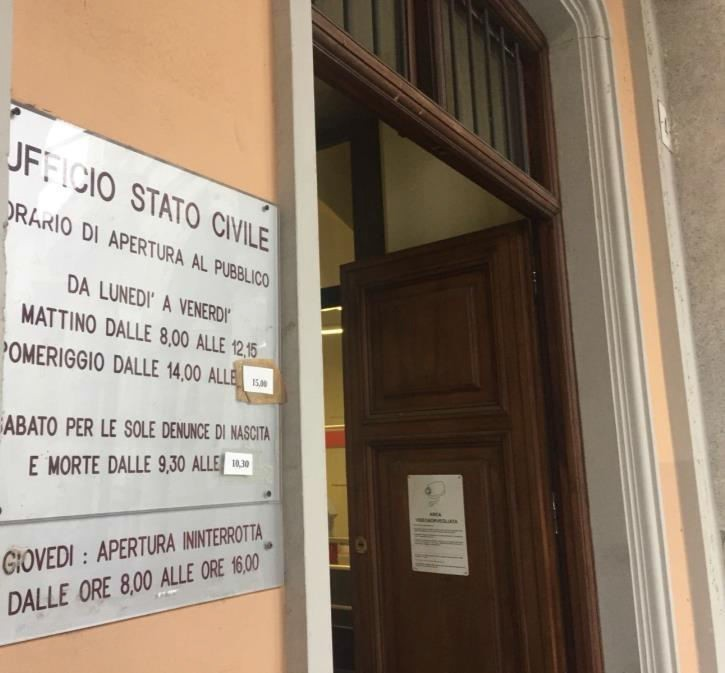 UFFICIO STATO CIVILE
ORARIO DI APERTURA AL PUBBLICO
DA LUNEDI' A VENERDI'
MATTINO DALLE 8,00 ALLE 12,15
POMERIGGIO DALLE 14,00 ALLE 15,00
SABATO PER LE SOLE DENUNCE DI NASCITA
E MORTE DALLE 9,30 ALLE 10,30
GIOVEDI : APERTURA ININTERROTTA
DALLE ORE 8,00 ALLE ORE 16,00
AREA
VIDEOSORVEGLIATA